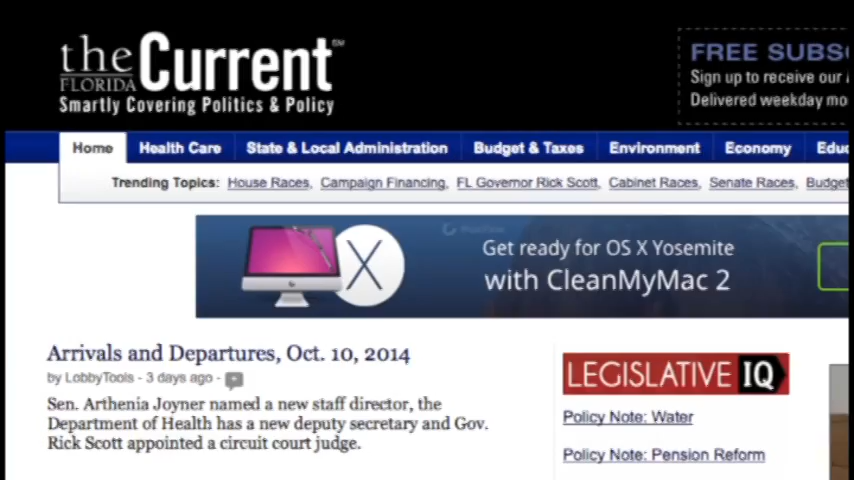 the FLORIDA Current
Smartly Covering Politics & Policy
FREE SUBS
Sign up to receive our
Delivered weekday mo
Home Health Care State & Local Administration Budget & Taxes Environment Economy Educ
Trending Topics: House Races, Campaign Financing, FL Governor Rick Scott, Cabinet Races, Senate Races, Budget
Get ready for OS X Yosemite
with CleanMyMac 2
Arrivals and Departures, Oct. 10, 2014
by LobbyTools - 3 days ago -
Sen. Arthenia Joyner named a new staff director, the
Department of Health has a new deputy secretary and Gov.
Rick Scott appointed a circuit court judge.
LEGISLATIVE IQ
Policy Note: Water
Policy Note: Pension Reform